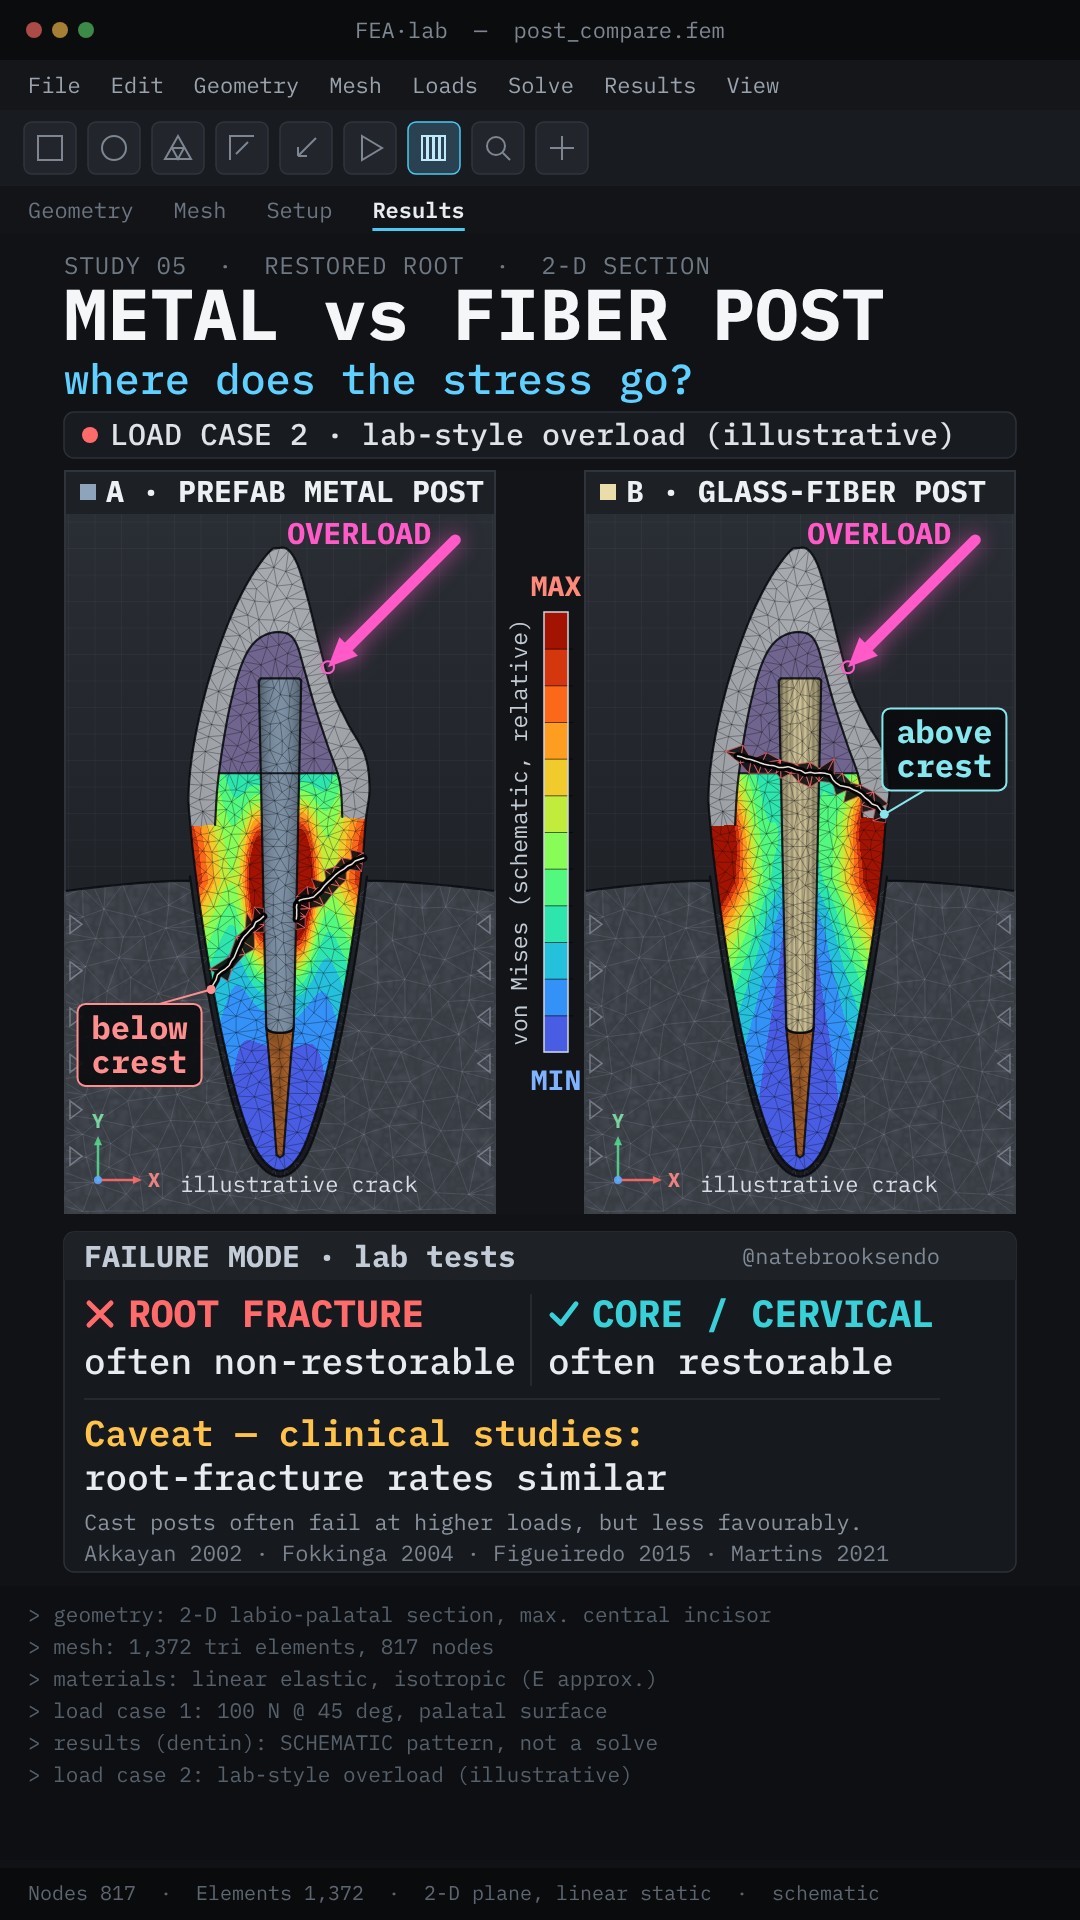 FEA·lab — post_compare.fem
File Edit Geometry Mesh Loads Solve Results View
Geometry Mesh Setup Results
STUDY 05 · RESTORED ROOT · 2-D SECTION
METAL vs FIBER POST
where does the stress go?
LOAD CASE 2 · lab-style overload (illustrative)
A · PREFAB METAL POST
OVERLOAD
below
crest
Y
X
illustrative crack
MAX
von Mises (schematic, relative)
MIN
B · GLASS-FIBER POST
OVERLOAD
above
crest
Y
X
illustrative crack
FAILURE MODE · lab tests
@natebrooksendo
ROOT FRACTURE
often non-restorable
CORE / CERVICAL
often restorable
Caveat — clinical studies:
root-fracture rates similar
Cast posts often fail at higher loads, but less favourably.
Akkayan 2002 · Fokkinga 2004 · Figueiredo 2015 · Martins 2021
> geometry: 2-D labio-palatal section, max. central incisor
> mesh: 1,372 tri elements, 817 nodes
> materials: linear elastic, isotropic (E approx.)
> load case 1: 100 N @ 45 deg, palatal surface
> results (dentin): SCHEMATIC pattern, not a solve
> load case 2: lab-style overload (illustrative)
Nodes 817 · Elements 1,372 · 2-D plane, linear static · schematic